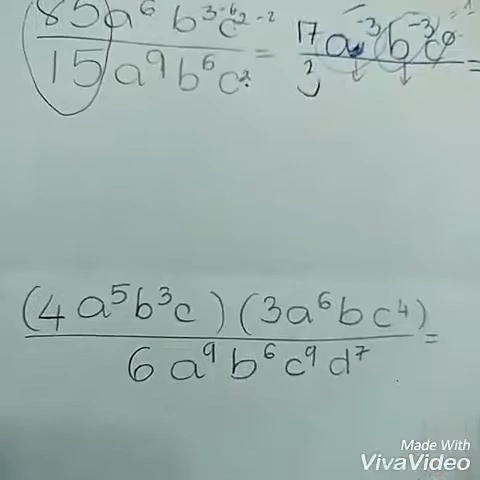 85a⁶ b³⁻⁶c²⁻² / 15a⁹b⁶c² = 17a⁻³b⁻³c⁰ / 3 =
(4a⁵b³c)(3a⁶bc⁴) / 6a⁹b⁶c⁹d⁷ =
Made With
VivaVideo